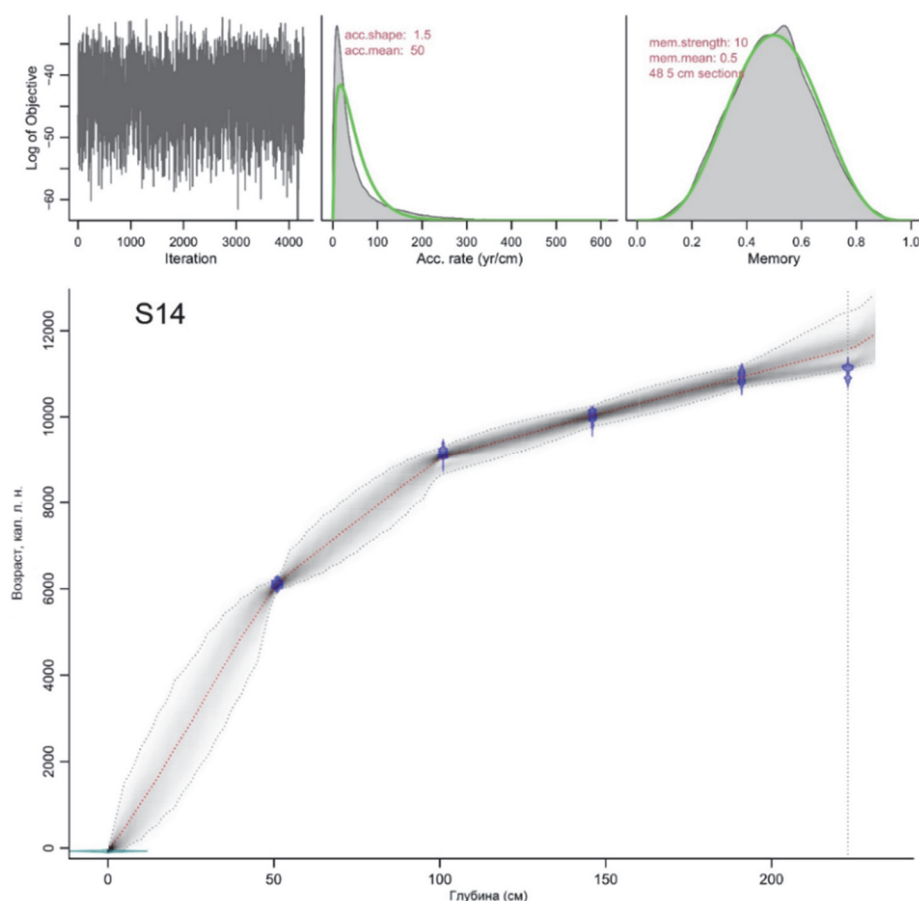 Log of Objective
-40
-50
-60
0 1000 2000 3000 4000
Iteration
acc.shape: 1.5
acc.mean: 50
0 100 200 300 400 500 600
Acc. rate (yr/cm)
mem.strength: 10
mem.mean: 0.5
48 5 cm sections
0.0 0.2 0.4 0.6 0.8 1.0
Memory
S14
Возраст, кал. л. н.
12000
10000
8000
6000
4000
2000
0
0 50 100 150 200
Глубина (см)